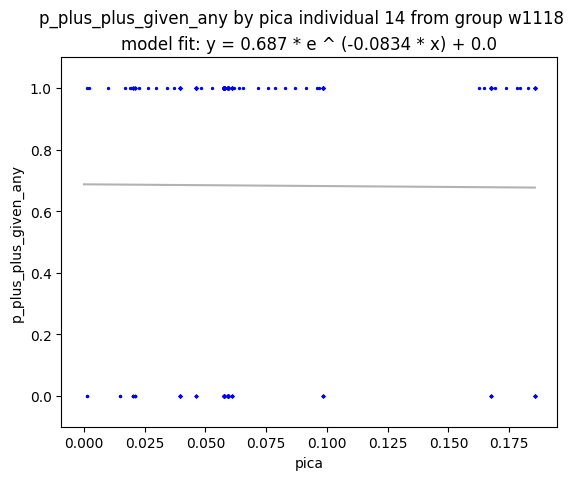 p_plus_plus_given_any by pica individual 14 from group w1118
model fit: y = 0.687 * e ^ (-0.0834 * x) + 0.0
1.0
0.8
0.6
0.4
0.2
0.0
p_plus_plus_given_any
0.000 0.025 0.050 0.075 0.100 0.125 0.150 0.175
pica